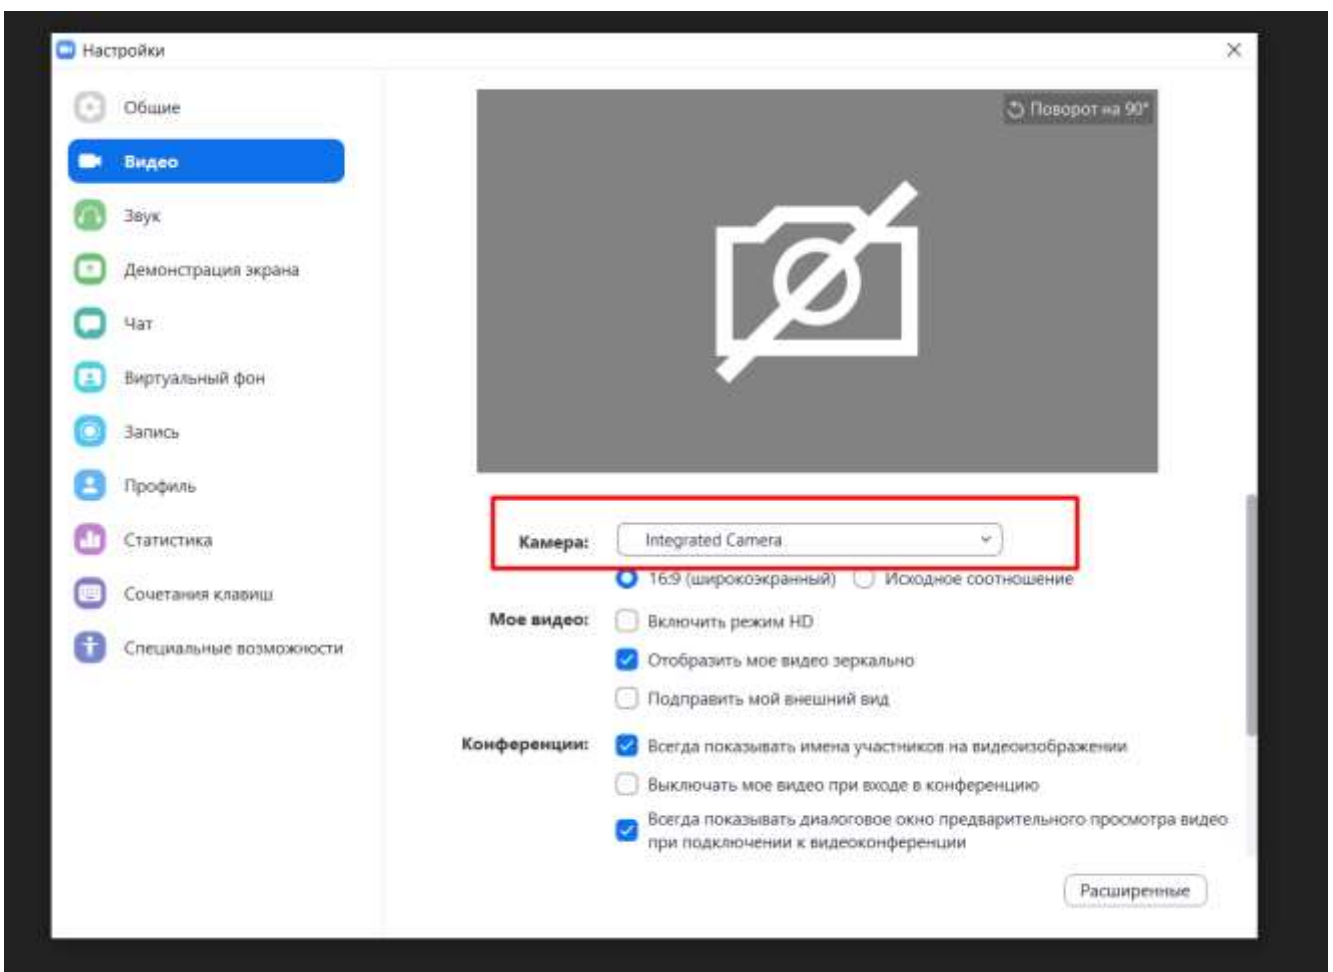 Настройки
Общие
Поворот на 90°
Видео
Звук
Демонстрация экрана
Чат
Виртуальный фон
Запись
Профиль
Статистика
Сочетания клавиш
Специальные возможности
Камера: Integrated Camera
16:9 (широкоэкранный) Исходное соотношение
Мое видео: Включить режим HD
Отобразить мое видео зеркально
Подправить мой внешний вид
Конференции: Всегда показывать имена участников на видеоизображении
Выключать мое видео при входе в конференцию
Всегда показывать диалоговое окно предварительного просмотра видео
при подключении к видеоконференции
Расширенные